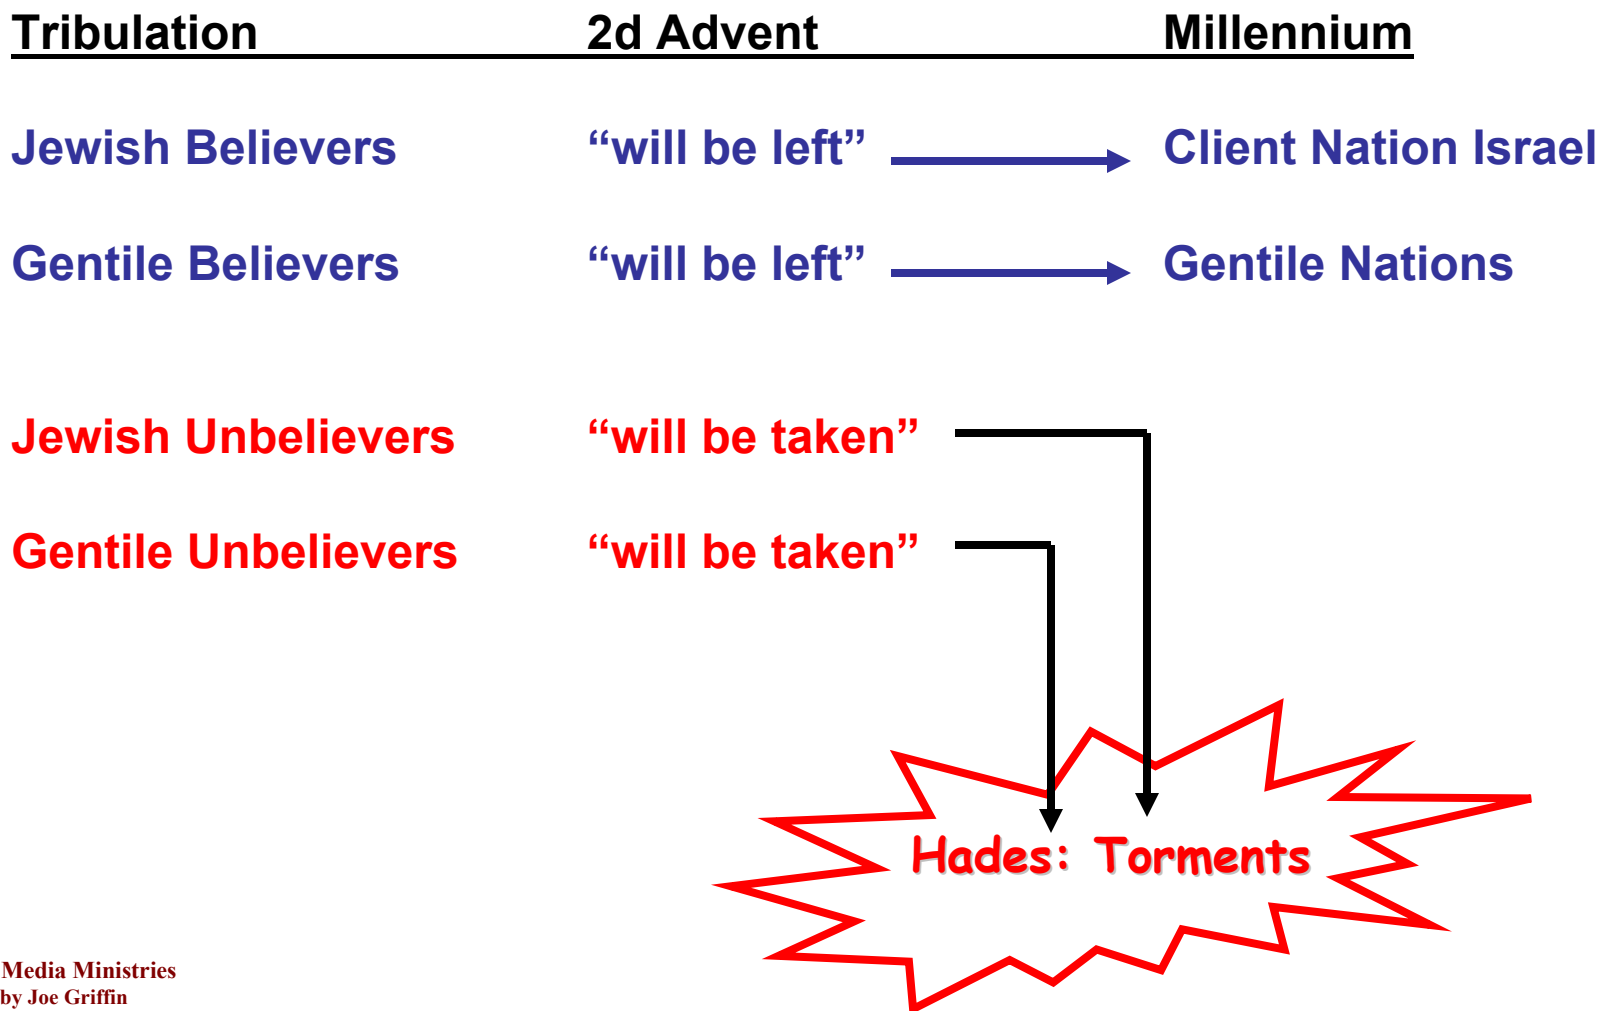 Tribulation 2d Advent Millennium
Jewish Believers “will be left” Client Nation Israel
Gentile Believers “will be left” Gentile Nations
Jewish Unbelievers “will be taken”
Gentile Unbelievers “will be taken”
Hades: Torments
Media Ministries
by Joe Griffin